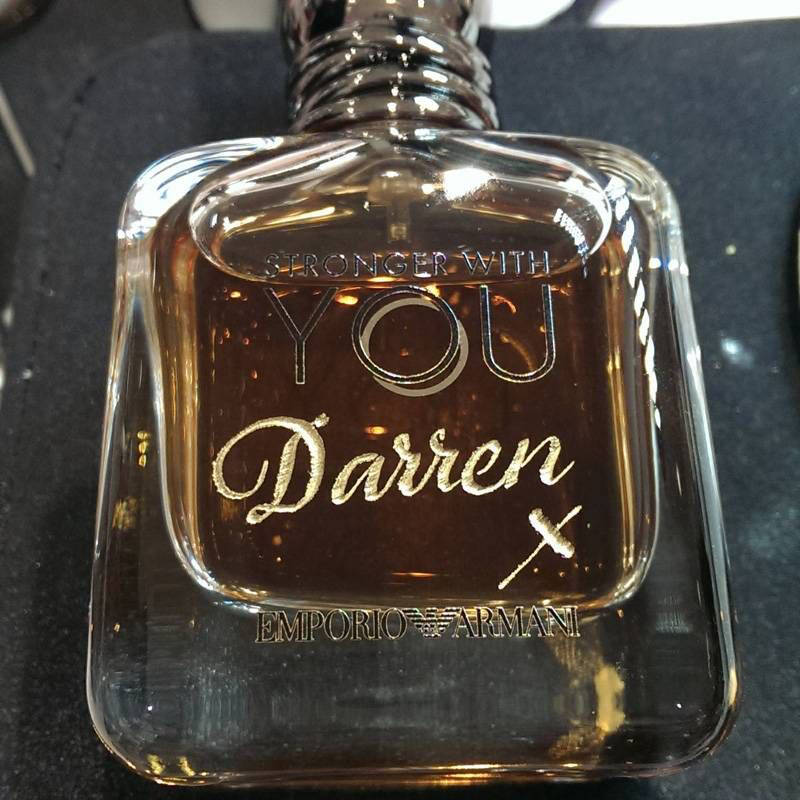 STRONGER WITH
YOU
Darren
x
EMPORIO ARMANI